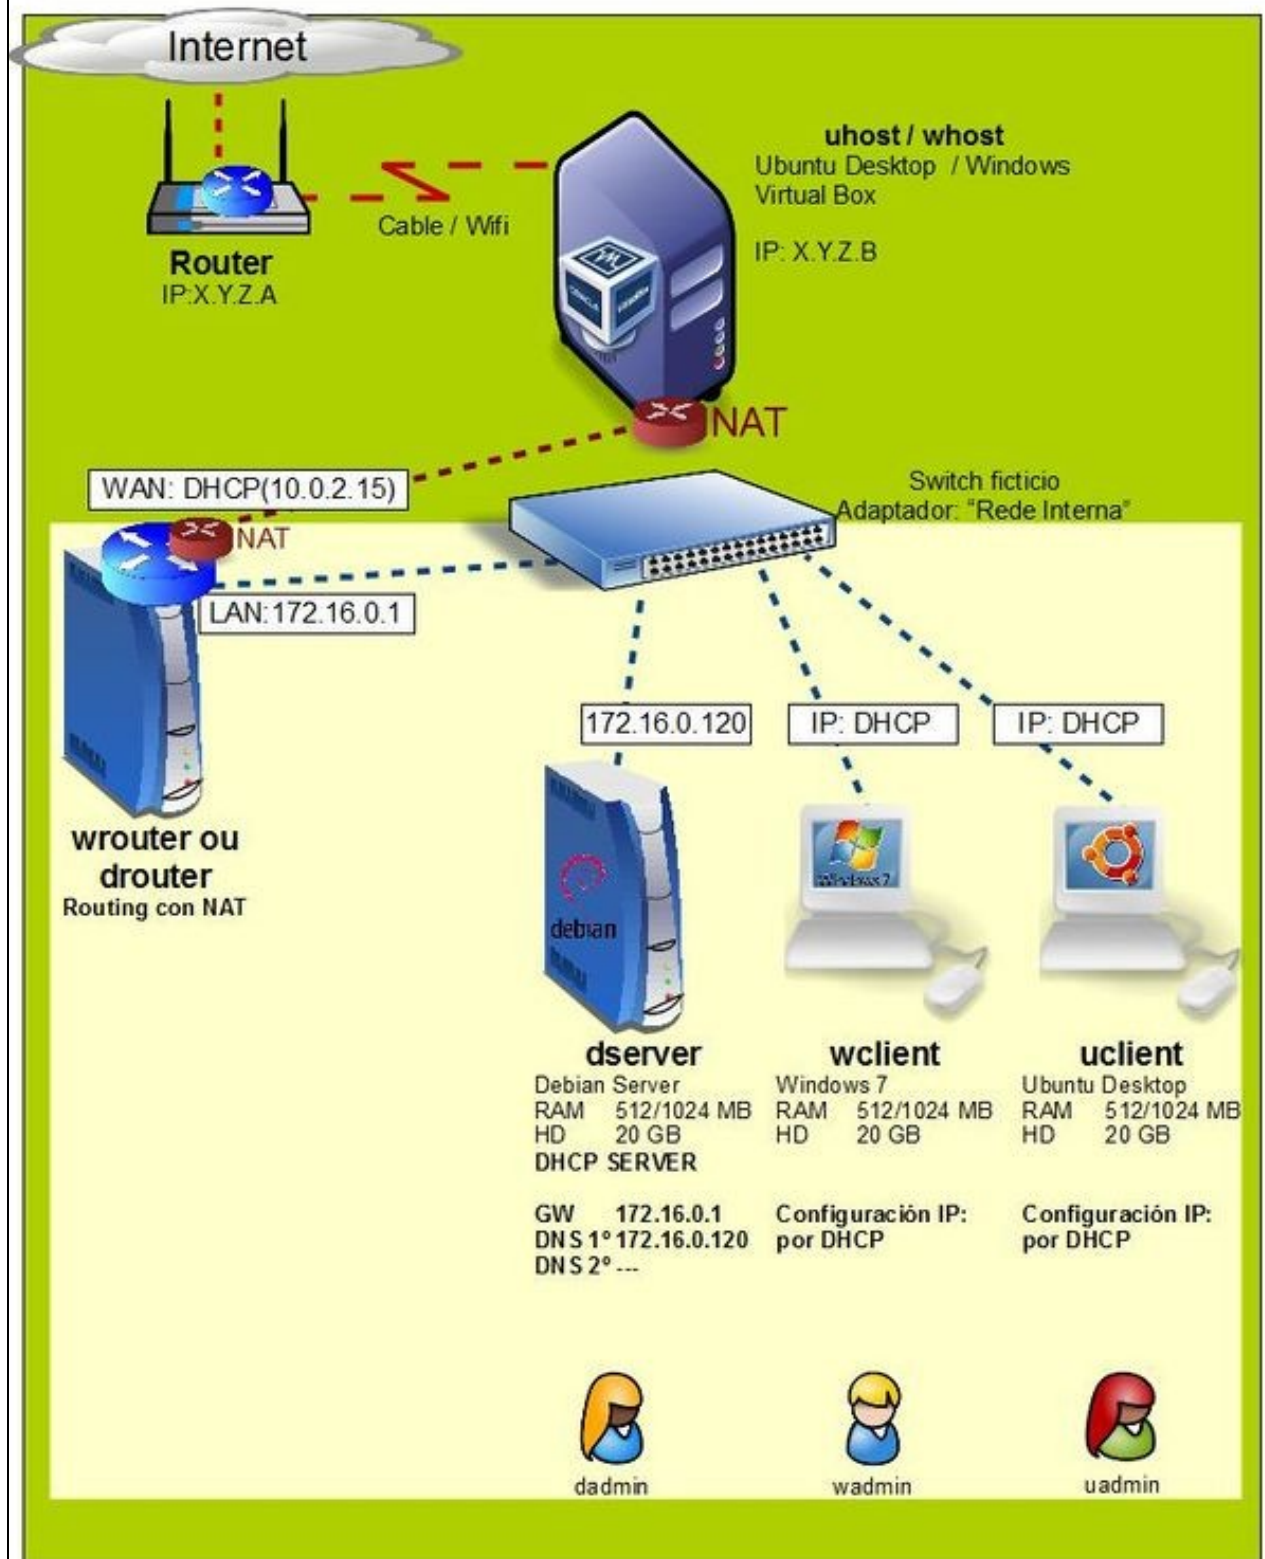 Internet
uhost / whost
Ubuntu Desktop / Windows
Virtual Box
IP: X.Y.Z.B
Cable / Wifi
Router
IP:X.Y.Z.A
NAT
WAN: DHCP(10.0.2.15)
Switch ficticio
Adaptador: "Rede Interna"
NAT
LAN:172.16.0.1
172.16.0.120
IP: DHCP
IP: DHCP
wrouter ou
drouter
Routing con NAT
debian
Windows 7
dserver
Debian Server
RAM 512/1024 MB
HD 20 GB
DHCP SERVER
GW 172.16.0.1
DNS 1º 172.16.0.120
DNS 2º ---
wclient
Windows 7
RAM 512/1024 MB
HD 20 GB
Configuración IP:
por DHCP
uclient
Ubuntu Desktop
RAM 512/1024 MB
HD 20 GB
Configuración IP:
por DHCP
dadmin
wadmin
uadmin